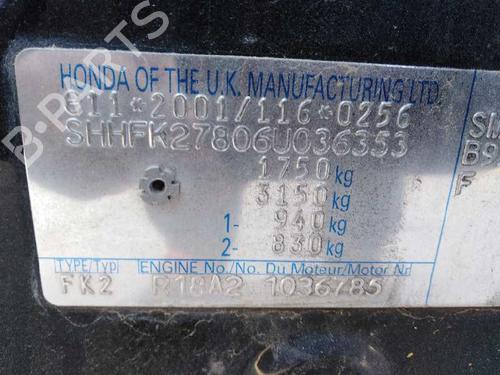 B-PARTS
HONDA OF THE U.K. MANUFACTURING LTD.
e11*2001/116*0256
SHHFK27806U036353
1750 kg
3150 kg
1- 940 kg
2- 830 kg
TYPE/Typ ENGINE No./No. Du Moteur/Motor Nr
FK2 R18A2 1036785
B9
F